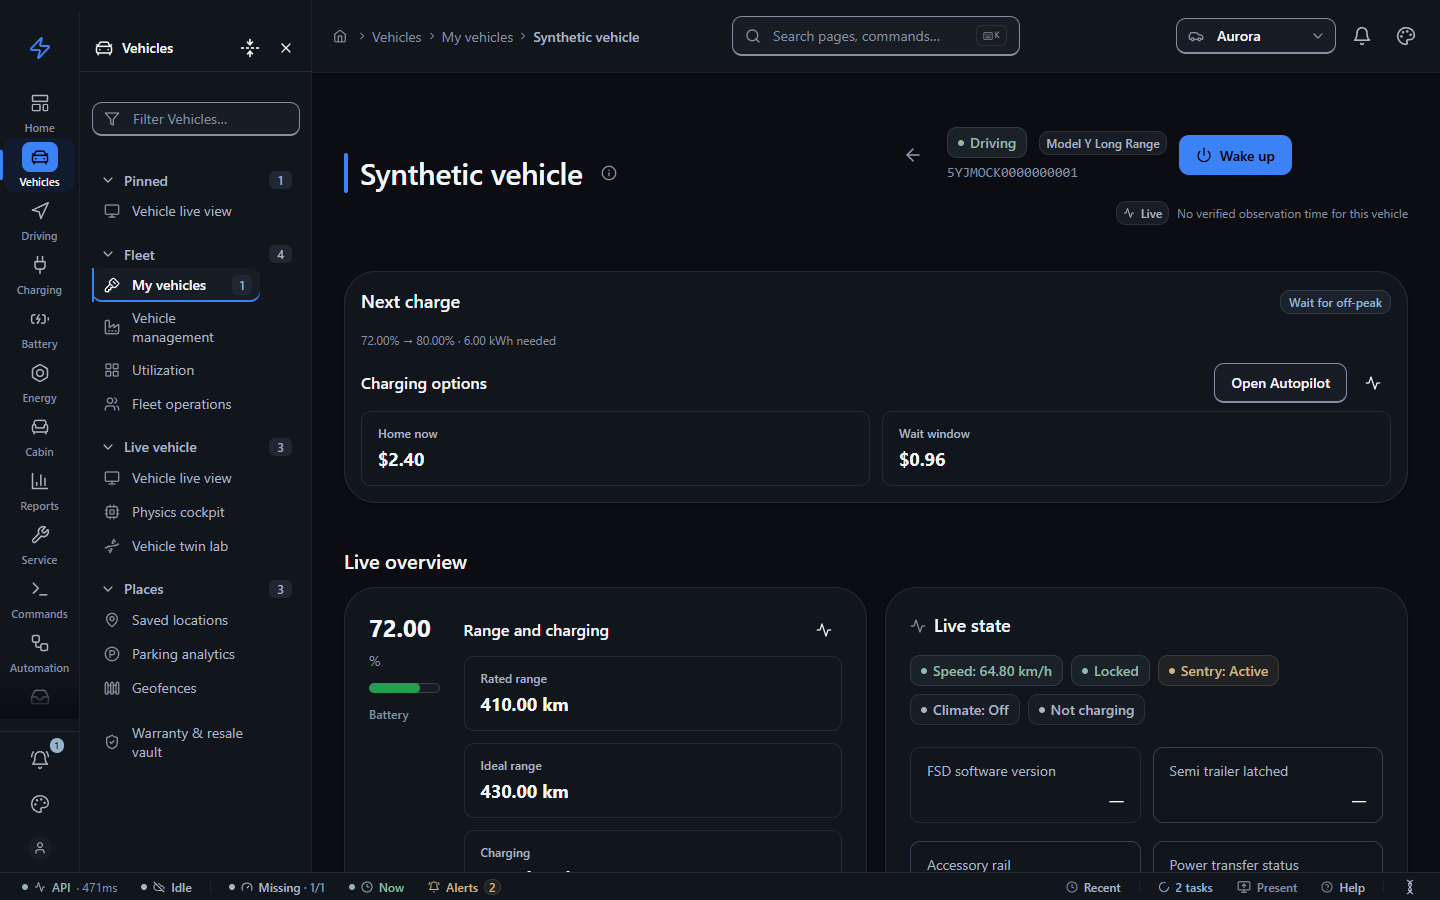 Vehicles
Vehicles
My vehicles
Synthetic vehicle
Search pages, commands...
K
Aurora
Home
Vehicles
Driving
Charging
Battery
Energy
Cabin
Reports
Service
Commands
Automation
1
Filter Vehicles...
Pinned 1
Vehicle live view
Fleet 4
My vehicles 1
Vehicle
management
Utilization
Fleet operations
Live vehicle 3
Vehicle live view
Physics cockpit
Vehicle twin lab
Places 3
Saved locations
Parking analytics
Geofences
Warranty & resale
vault
Synthetic vehicle
Driving
Model Y Long Range
Wake up
5YJMOCK0000000001
Live
No verified observation time for this vehicle
Next charge
Wait for off-peak
72.00% → 80.00% · 6.00 kWh needed
Charging options
Open Autopilot
Home now
$2.40
Wait window
$0.96
Live overview
72.00
%
Battery
Range and charging
Rated range
410.00 km
Ideal range
430.00 km
Charging
Live state
Speed: 64.80 km/h
Locked
Sentry: Active
Climate: Off
Not charging
FSD software version
—
Semi trailer latched
—
Accessory rail
Power transfer status
API · 471ms
Idle
Missing · 1/1
Now
Alerts 2
Recent
2 tasks
Present
Help